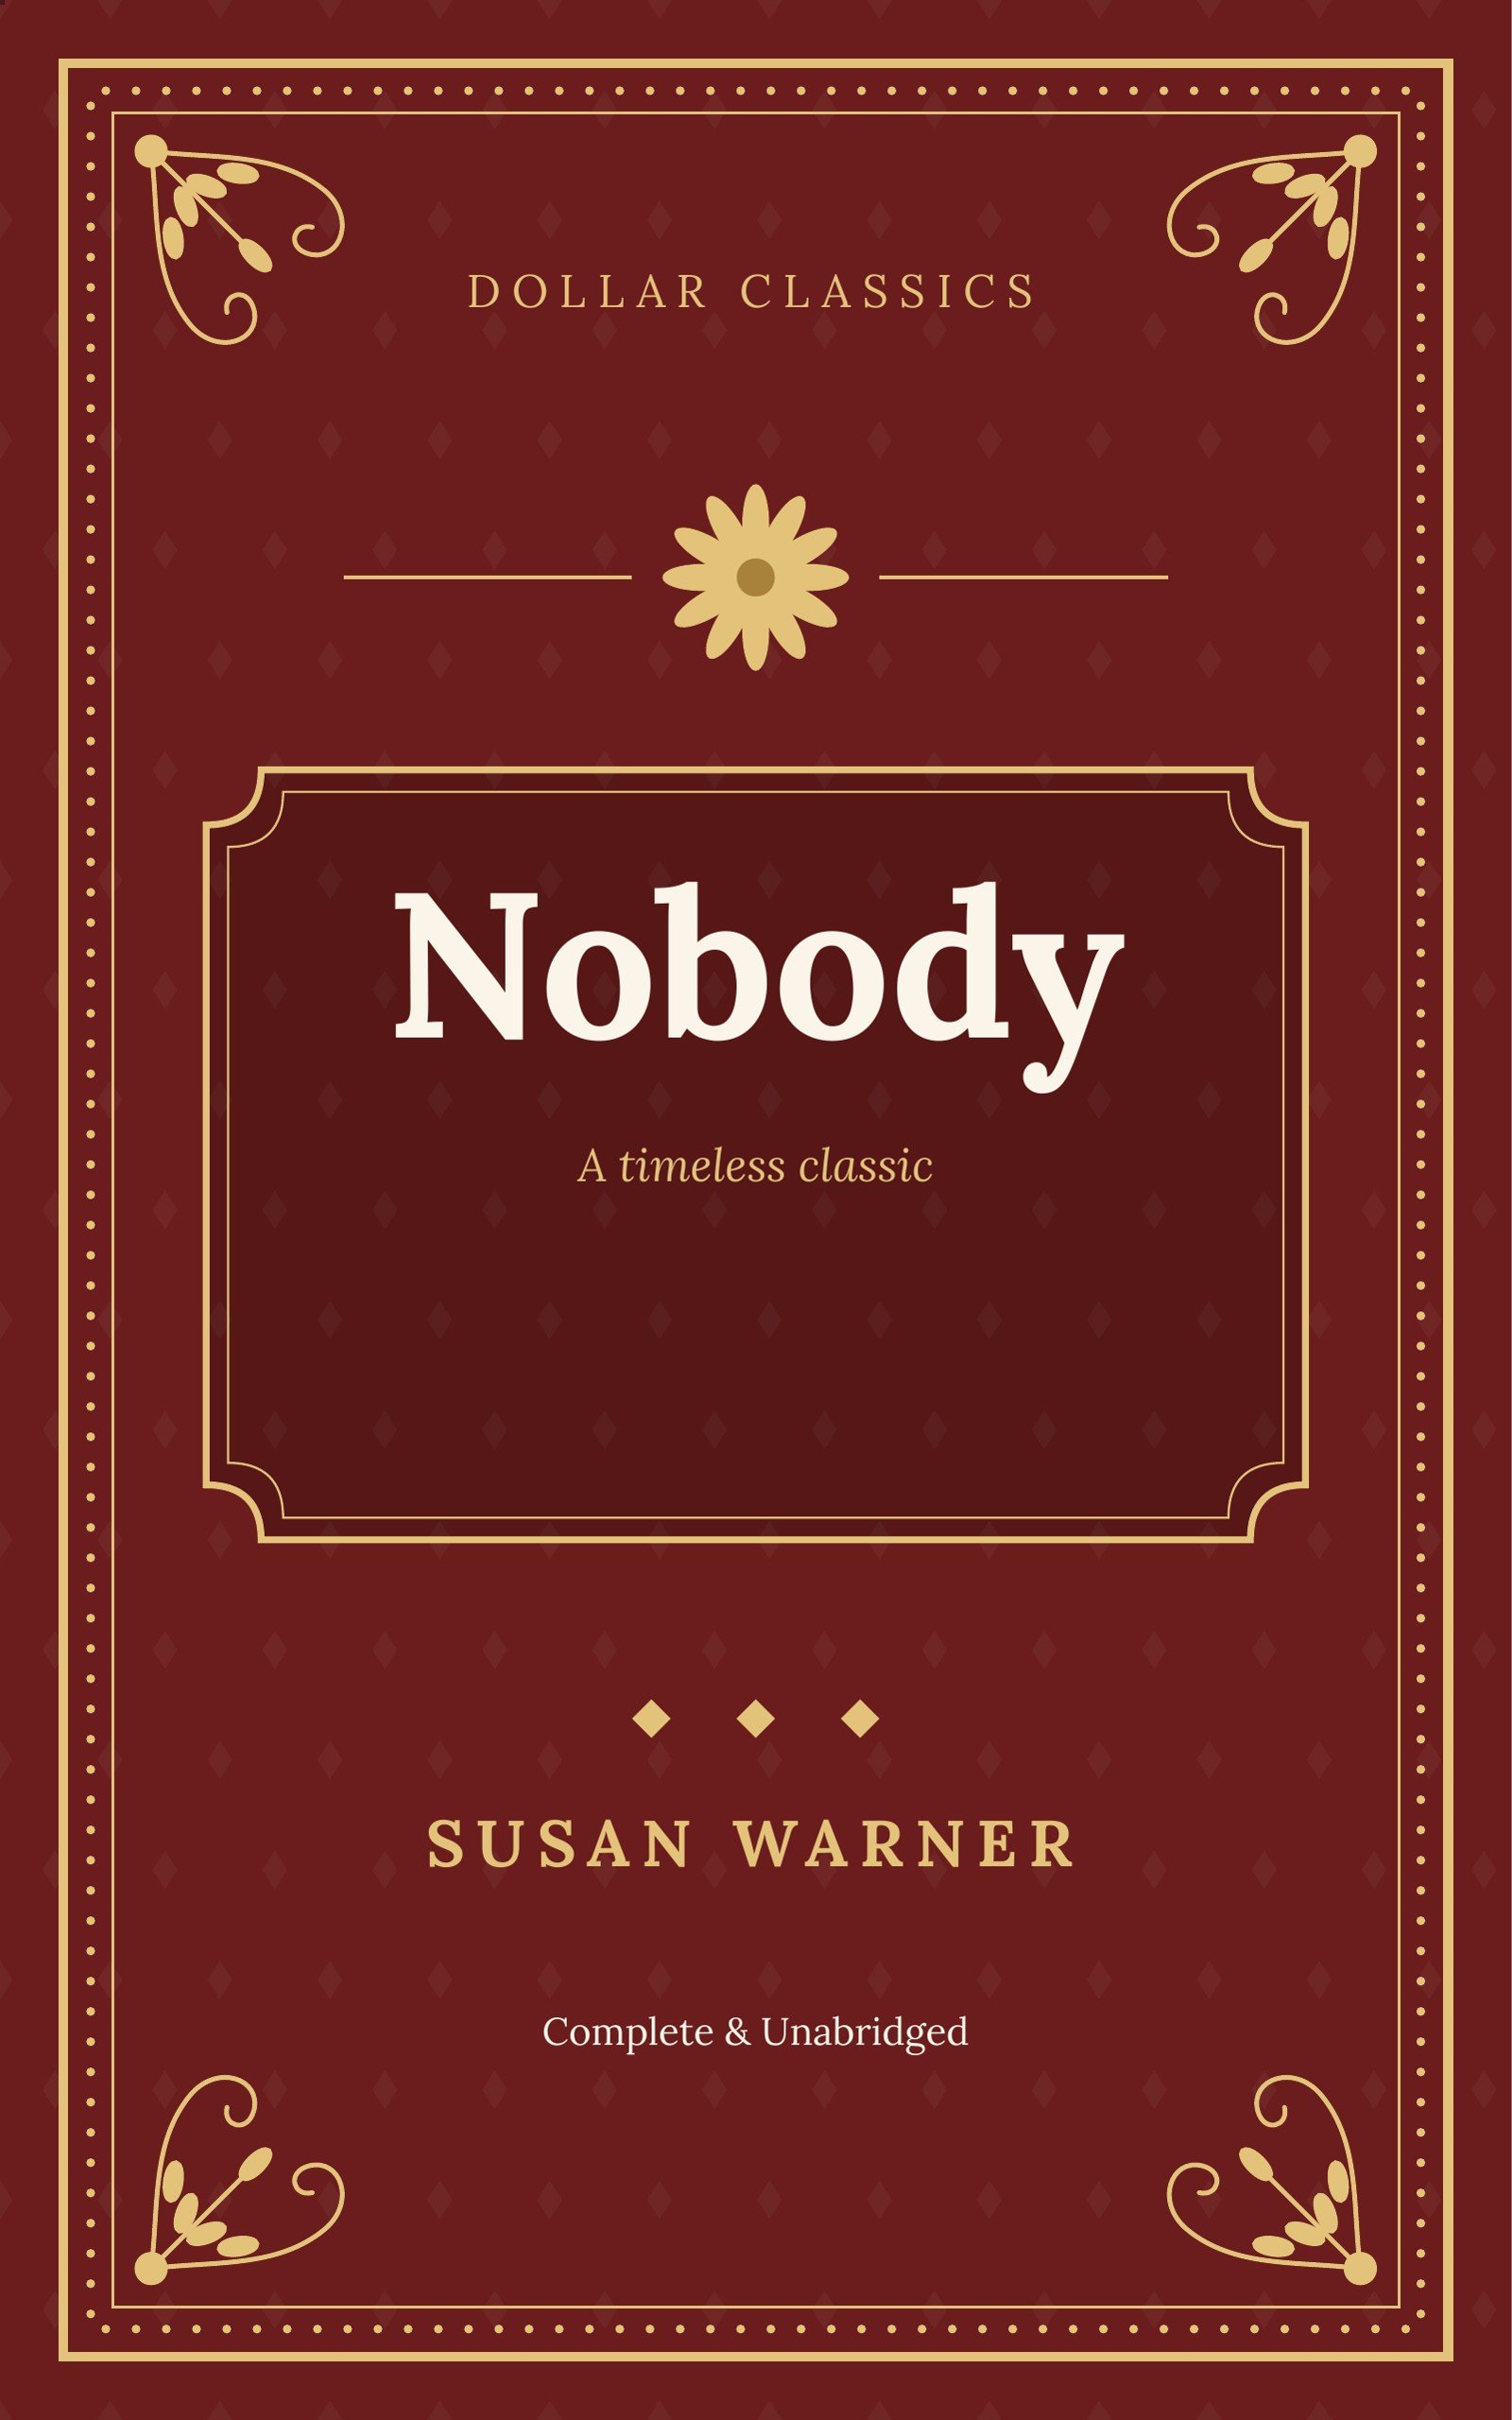 DOLLAR CLASSICS
Nobody
A timeless classic
SUSAN WARNER
Complete & Unabridged